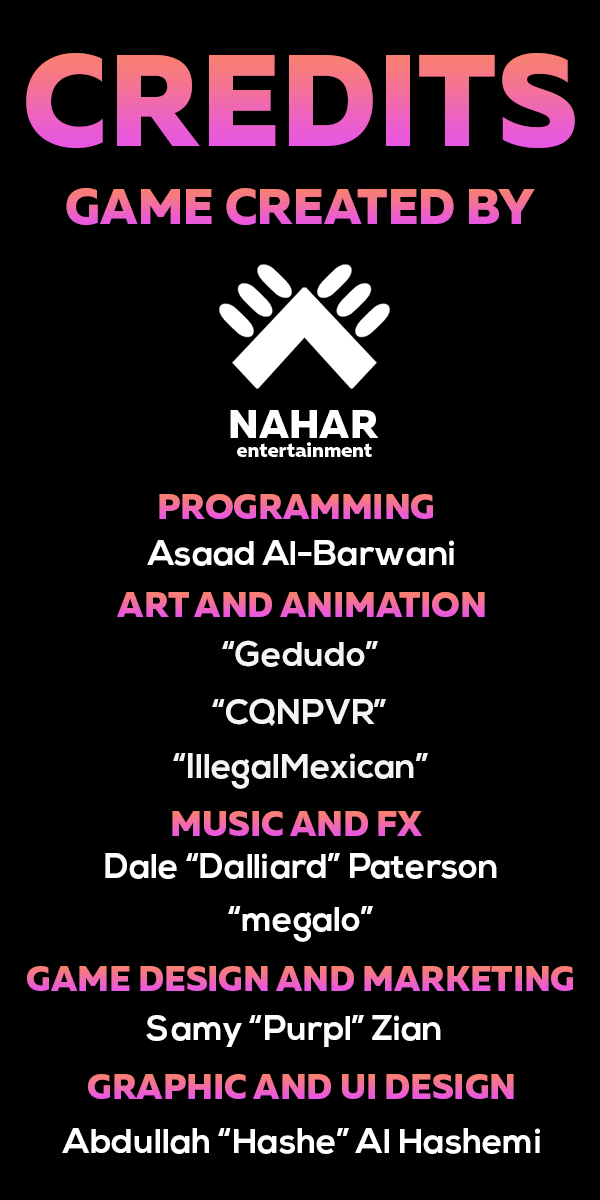 CREDITS
GAME CREATED BY
NAHAR
entertainment
PROGRAMMING
Asaad Al-Barwani
ART AND ANIMATION
“Gedudo”
“CQNPVR”
“IllegalMexican”
MUSIC AND FX
Dale “Dalliard” Paterson
“megalo”
GAME DESIGN AND MARKETING
Samy “Purpl” Zian
GRAPHIC AND UI DESIGN
Abdullah “Hashe” Al Hashemi